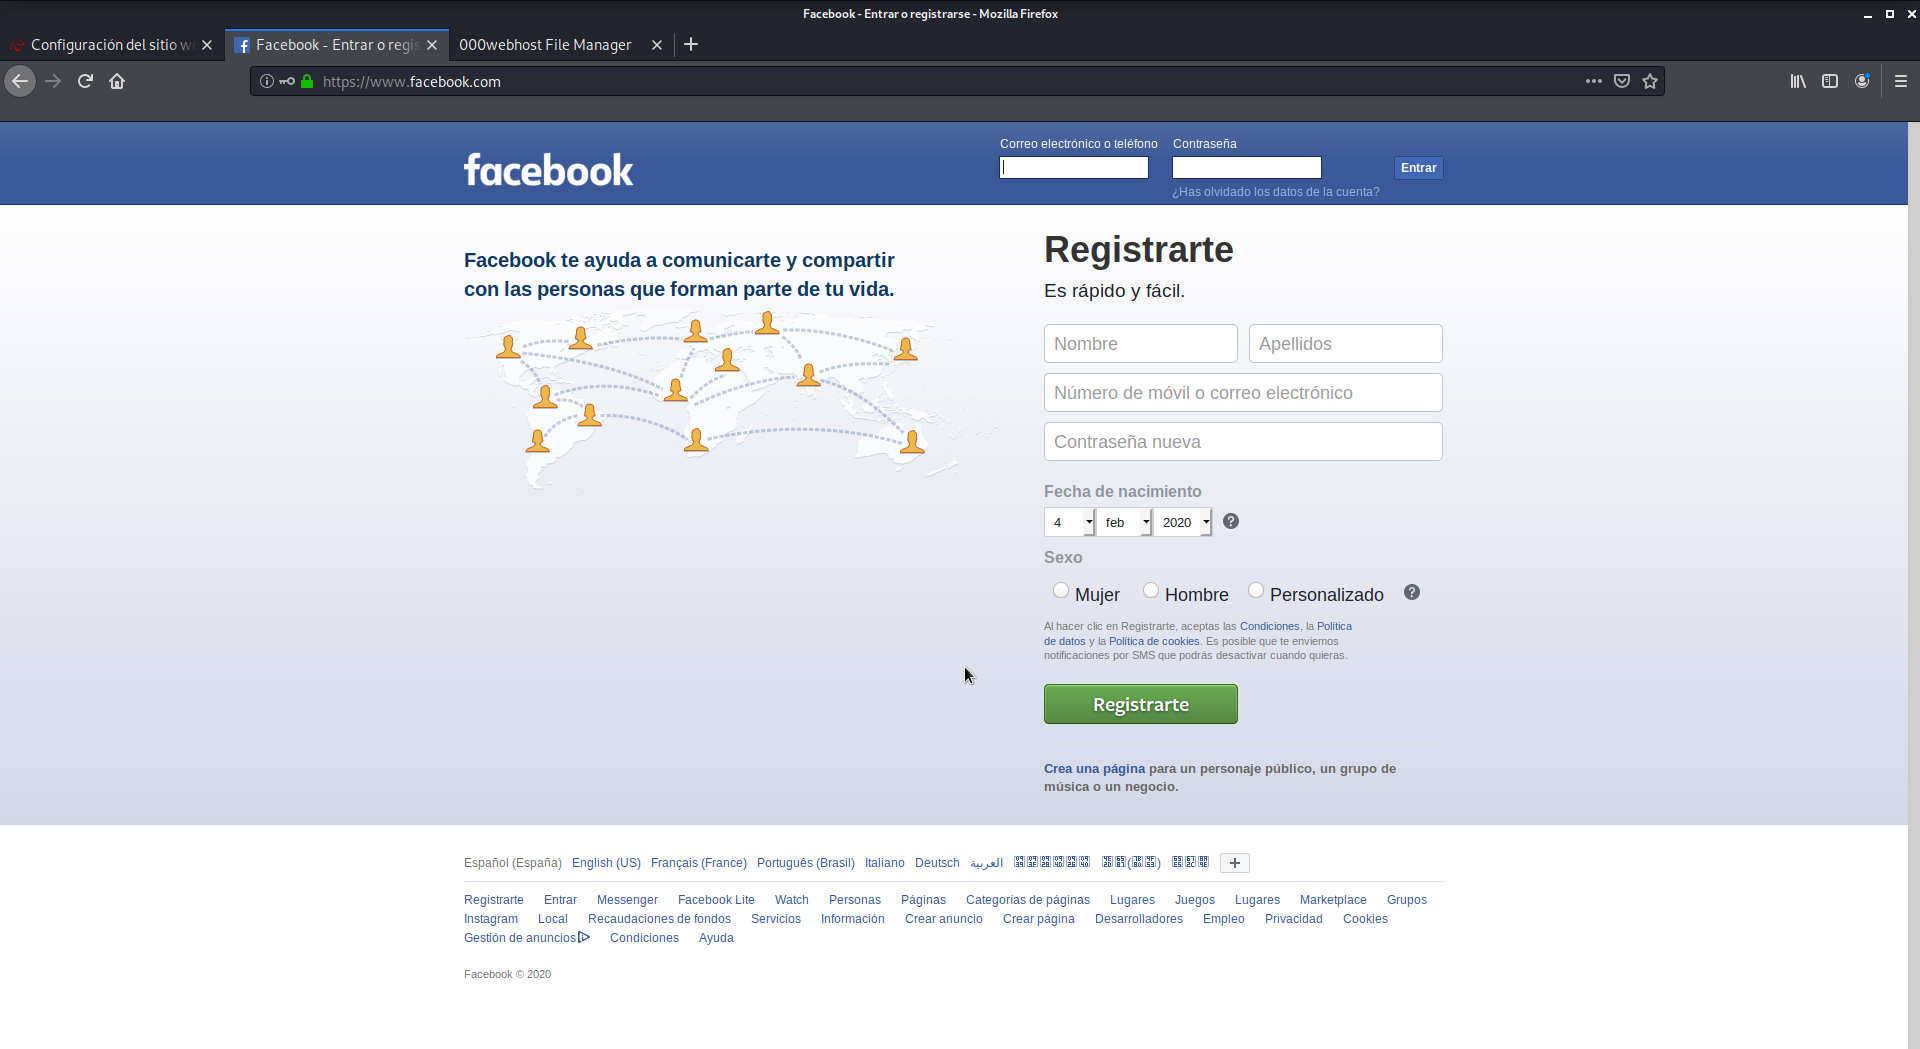 Facebook - Entrar o registrarse - Mozilla Firefox
Configuración del sitio w
Facebook - Entrar o regis
000webhost File Manager
https://www.facebook.com
facebook
Correo electrónico o teléfono
Contraseña
Entrar
¿Has olvidado los datos de la cuenta?
Facebook te ayuda a comunicarte y compartir
con las personas que forman parte de tu vida.
Registrarte
Es rápido y fácil.
Nombre
Apellidos
Número de móvil o correo electrónico
Contraseña nueva
Fecha de nacimiento
4 feb 2020
Sexo
Mujer Hombre Personalizado
Al hacer clic en Registrarte, aceptas las Condiciones, la Política
de datos y la Política de cookies. Es posible que te enviemos
notificaciones por SMS que podrás desactivar cuando quieras.
Registrarte
Crea una página para un personaje público, un grupo de
música o un negocio.
Español (España) English (US) Français (France) Português (Brasil) Italiano Deutsch العربية
Registrarte Entrar Messenger Facebook Lite Watch Personas Páginas Categorías de páginas Lugares Juegos Lugares Marketplace Grupos
Instagram Local Recaudaciones de fondos Servicios Información Crear anuncio Crear página Desarrolladores Empleo Privacidad Cookies
Gestión de anuncios Condiciones Ayuda
Facebook © 2020